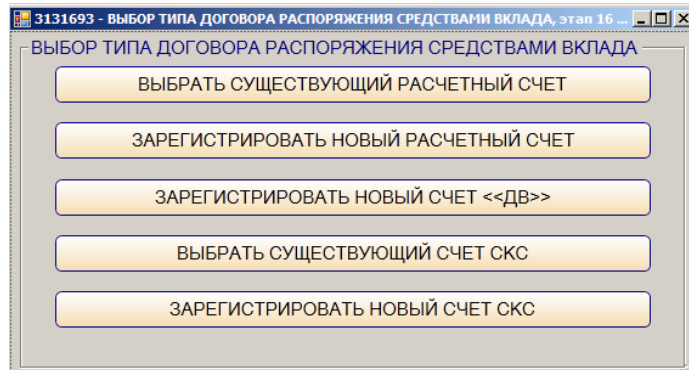 3131693 - ВЫБОР ТИПА ДОГОВОРА РАСПОРЯЖЕНИЯ СРЕДСТВАМИ ВКЛАДА, этап 16 ...
ВЫБОР ТИПА ДОГОВОРА РАСПОРЯЖЕНИЯ СРЕДСТВАМИ ВКЛАДА
ВЫБРАТЬ СУЩЕСТВУЮЩИЙ РАСЧЕТНЫЙ СЧЕТ
ЗАРЕГИСТРИРОВАТЬ НОВЫЙ РАСЧЕТНЫЙ СЧЕТ
ЗАРЕГИСТРИРОВАТЬ НОВЫЙ СЧЕТ <<ДВ>>
ВЫБРАТЬ СУЩЕСТВУЮЩИЙ СЧЕТ СКС
ЗАРЕГИСТРИРОВАТЬ НОВЫЙ СЧЕТ СКС